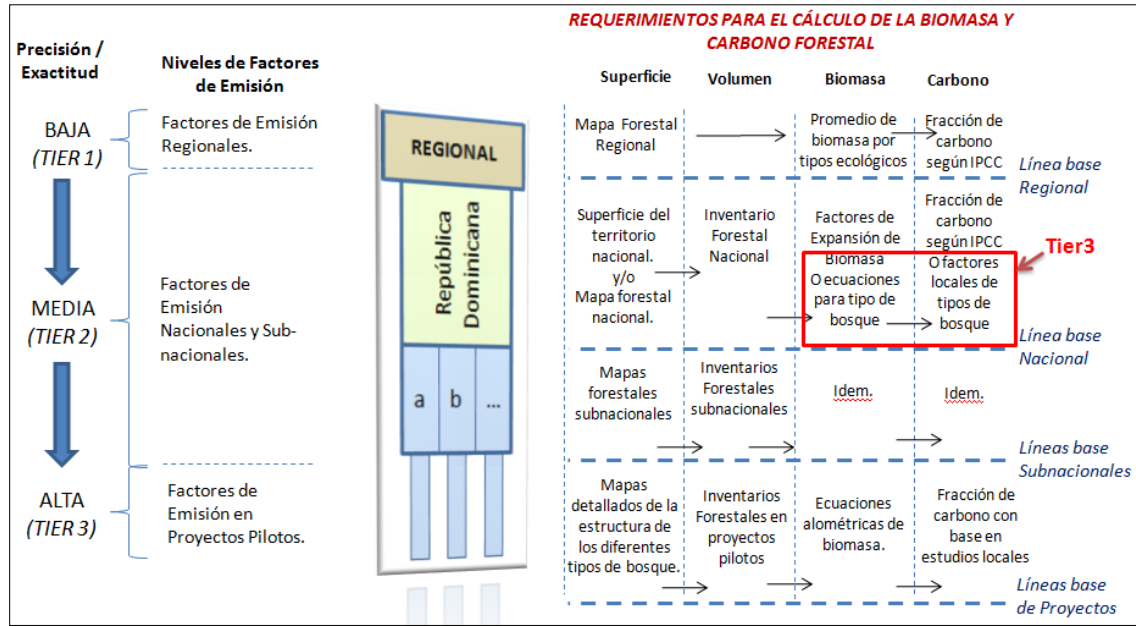 REQUERIMIENTOS PARA EL CÁLCULO DE LA BIOMASA Y
CARBONO FORESTAL
Precisión /
Exactitud
Niveles de Factores
de Emisión
Superficie
Volumen
Biomasa
Carbono
BAJA
(TIER 1)
Factores de Emisión
Regionales.
REGIONAL
Mapa Forestal
Regional
Promedio de
biomasa por
tipos ecológicos
Fracción de
carbono
según IPCC
Línea base
Regional
MEDIA
(TIER 2)
Factores de
Emisión
Nacionales y Sub-
nacionales.
República
Dominicana
Superficie del
territorio
nacional.
y/o
Mapa forestal
nacional.
Inventario
Forestal
Nacional
Factores de
Expansión de
Biomasa
O ecuaciones
para tipo de
bosque
Fracción de
carbono
según IPCC
O factores
locales de
tipos de
bosque
Tier3
Línea base
Nacional
a
b
...
Mapas
forestales
subnacionales
Inventarios
Forestales
subnacionales
Idem.
Idem.
Líneas base
Subnacionales
ALTA
(TIER 3)
Factores de
Emisión en
Proyectos Pilotos.
Mapas
detallados de la
estructura de
los diferentes
tipos de bosque.
Inventarios
Forestales en
proyectos
pilotos
Ecuaciones
alométricas de
biomasa.
Fracción de
carbono con
base en
estudios locales
Líneas base
de Proyectos